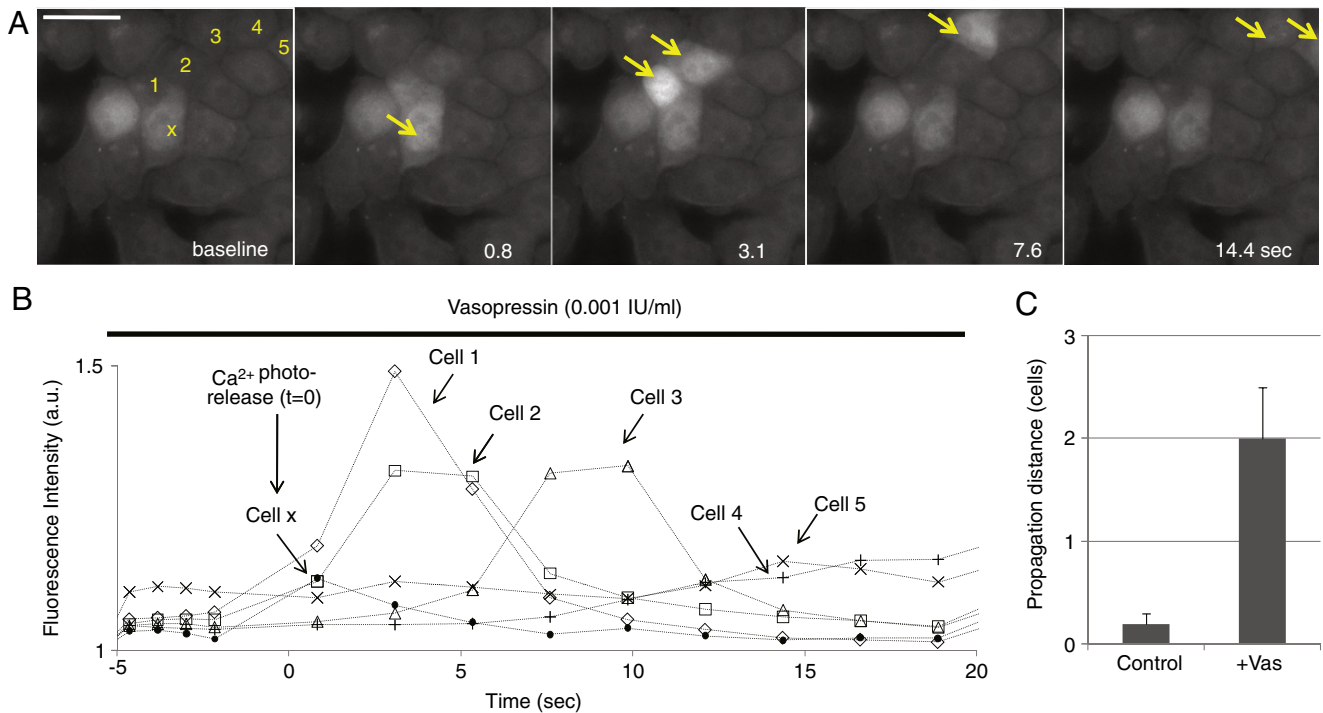 A
1
2
3
4
5
x
baseline
0.8
3.1
7.6
14.4 sec
B
Vasopressin (0.001 IU/ml)
Ca²⁺ photo-
release (t=0)
Cell x
Cell 1
Cell 2
Cell 3
Cell 4
Cell 5
Fluorescence Intensity (a.u.)
1.5
1
-5
0
5
10
15
20
Time (sec)
C
Propagation distance (cells)
3
2
1
0
Control
+Vas